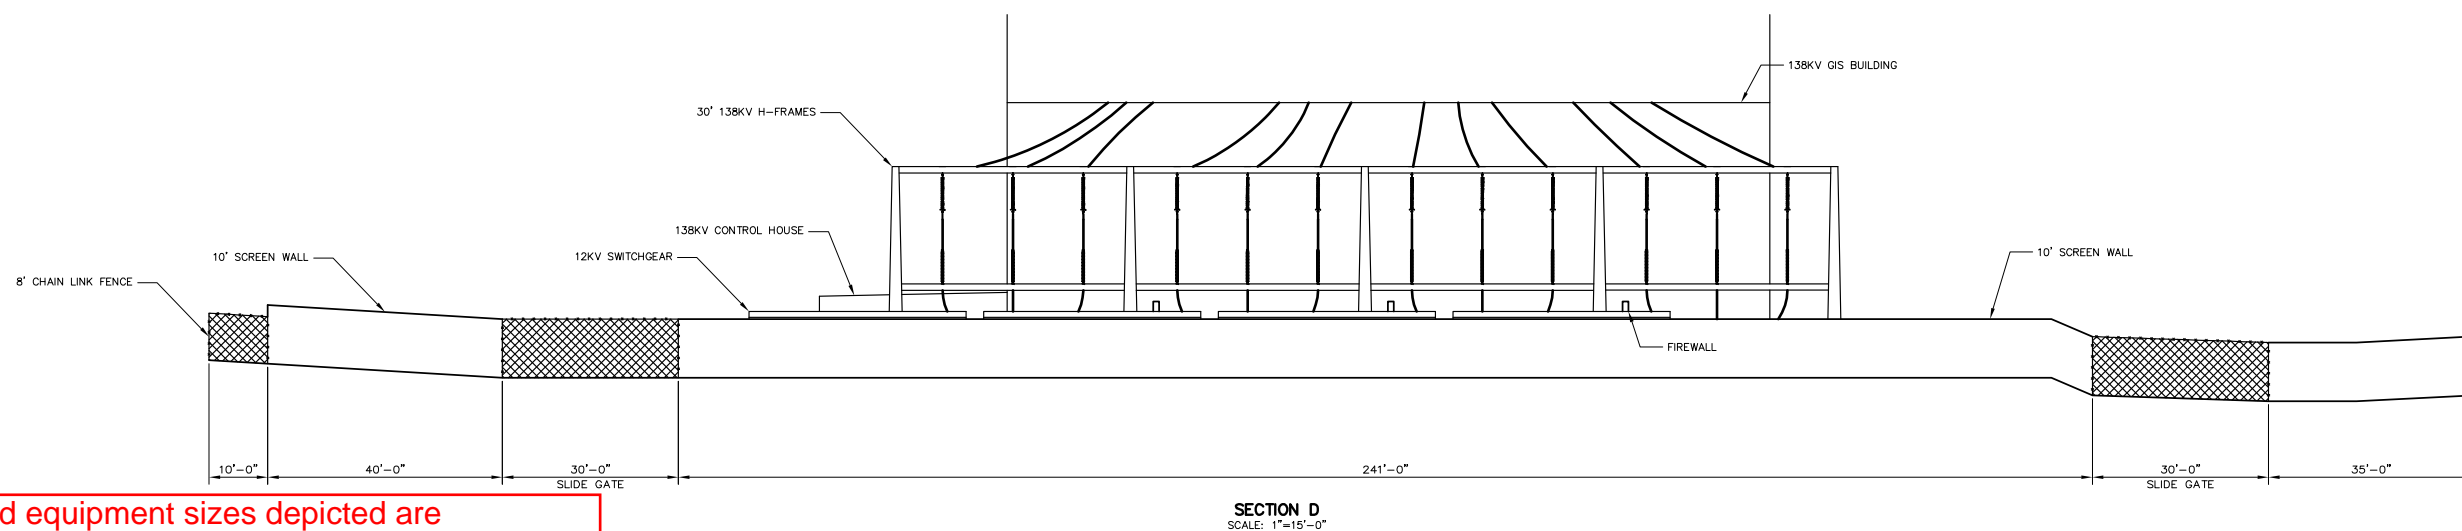 138KV GIS BUILDING
30' 138KV H-FRAMES
138KV CONTROL HOUSE
10' SCREEN WALL
12KV SWITCHGEAR
10' SCREEN WALL
8' CHAIN LINK FENCE
FIREWALL
10'-0"
40'-0"
30'-0"
SLIDE GATE
241'-0"
30'-0"
SLIDE GATE
35'-0"
d equipment sizes depicted are
SECTION D
SCALE: 1"=15'-0"